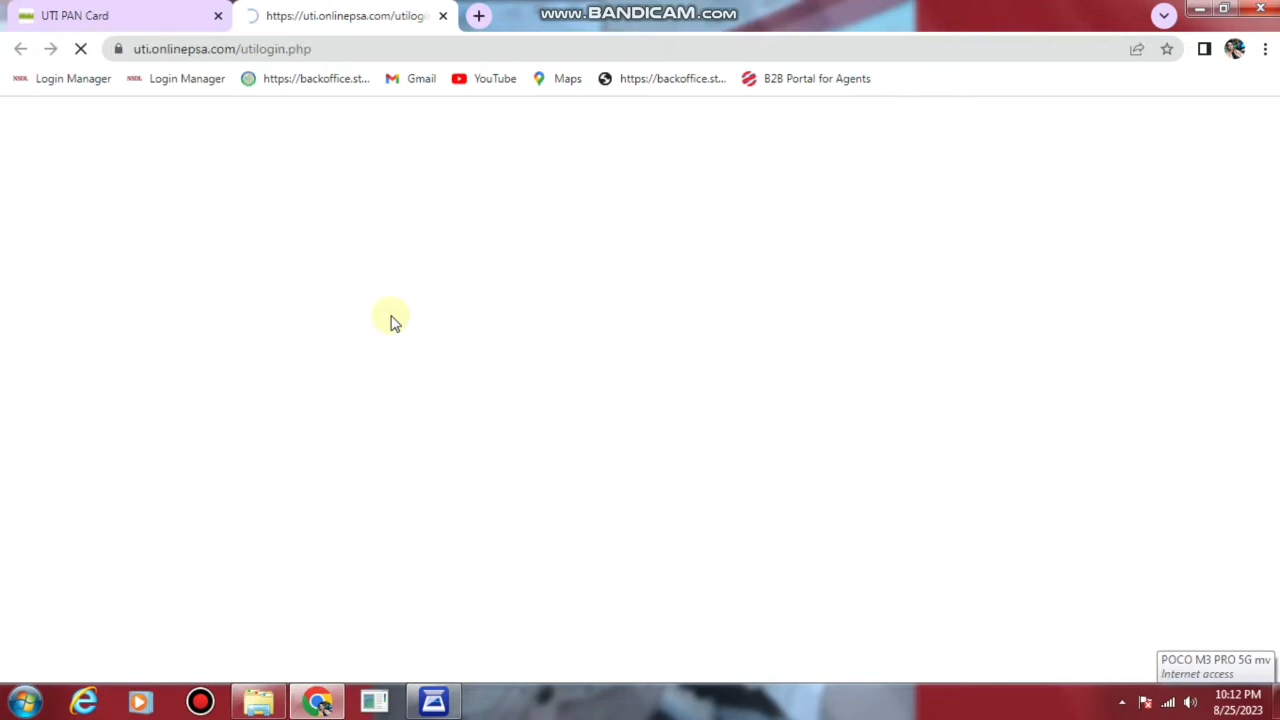 UTI PAN Card
https://uti.onlinepsa.com/utilog
www.BANDICAM.com
uti.onlinepsa.com/utilogin.php
NSDL Login Manager
NSDL Login Manager
https://backoffice.st...
Gmail
YouTube
Maps
https://backoffice.st...
B2B Portal for Agents
POCO M3 PRO 5G mv
Internet access
10:12 PM
8/25/2023